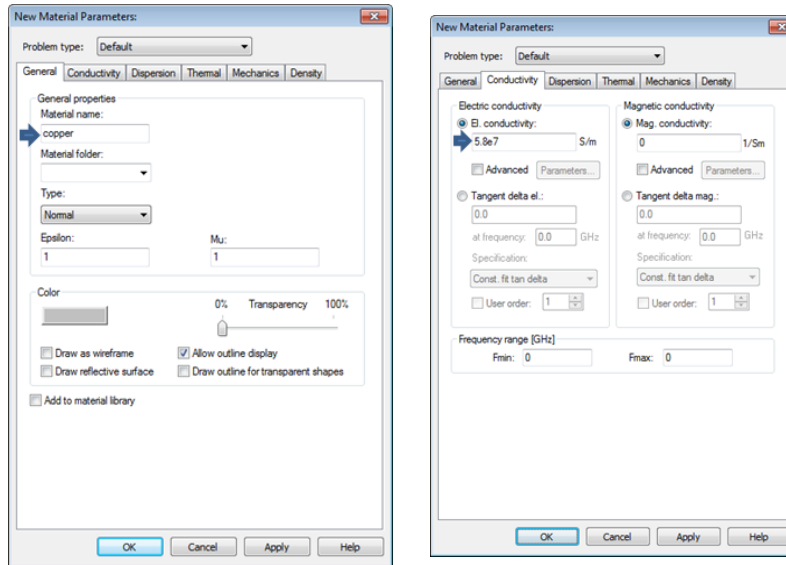 New Material Parameters:
Problem type: Default
General Conductivity Dispersion Thermal Mechanics Density
General properties
Material name:
copper
Material folder:
Type:
Normal
Epsilon: Mu:
1 1
Color
0% Transparency 100%
Draw as wireframe Allow outline display
Draw reflective surface Draw outline for transparent shapes
Add to material library
OK Cancel Apply Help
New Material Parameters:
Problem type: Default
General Conductivity Dispersion Thermal Mechanics Density
Electric conductivity Magnetic conductivity
El. conductivity: Mag. conductivity:
5.8e7 S/m 0 1/Sm
Advanced Parameters... Advanced Parameters...
Tangent delta el.: Tangent delta mag.:
0.0 0.0
at frequency: 0.0 GHz at frequency: 0.0 GHz
Specification: Specification:
Const. fit tan delta Const. fit tan delta
User order: 1 User order: 1
Frequency range [GHz]
Fmin: 0 Fmax: 0
OK Cancel Apply Help